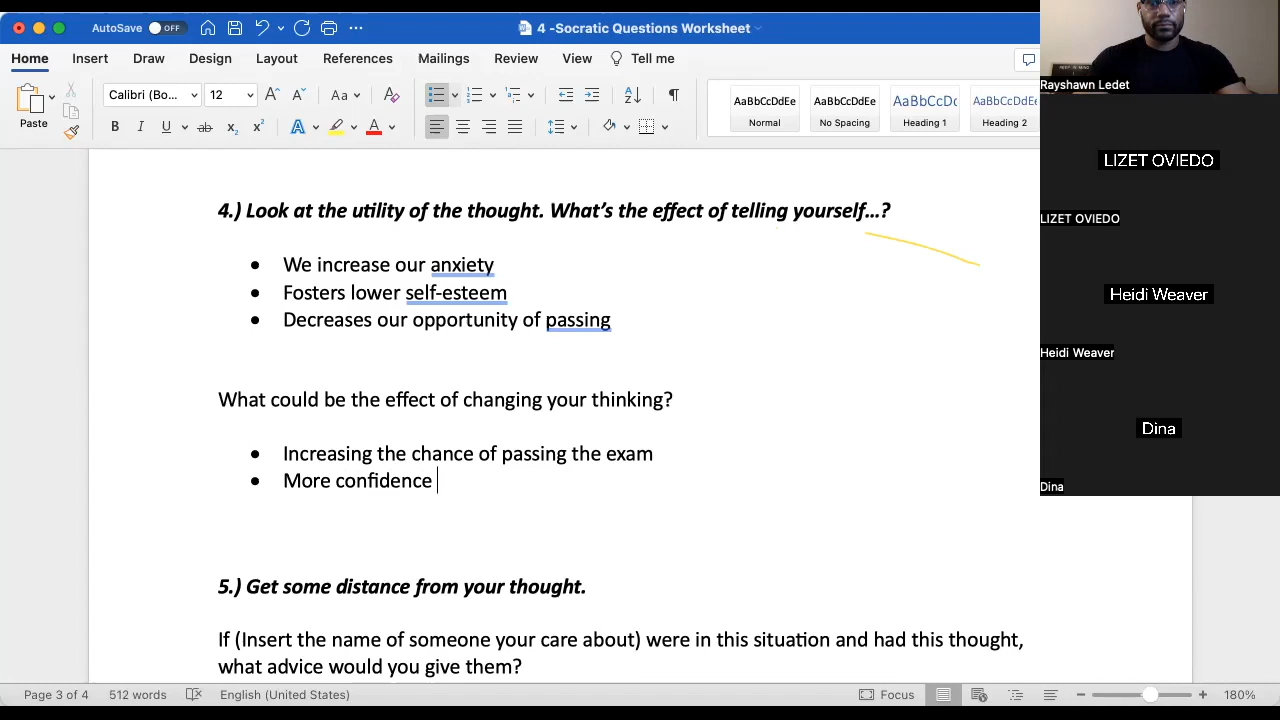 AutoSave OFF
4 -Socratic Questions Worksheet
Home Insert Draw Design Layout References Mailings Review View Tell me
Paste
Calibri (Bo... 12
AaBbCcDdEe AaBbCcDdEe AaBbCcDc AaBbCcDdEe
Normal No Spacing Heading 1 Heading 2
4.) Look at the utility of the thought. What’s the effect of telling yourself…?
• We increase our anxiety
• Fosters lower self-esteem
• Decreases our opportunity of passing
What could be the effect of changing your thinking?
• Increasing the chance of passing the exam
• More confidence
5.) Get some distance from your thought.
If (Insert the name of someone your care about) were in this situation and had this thought,
what advice would you give them?
Page 3 of 4 512 words English (United States) Focus 180%
Rayshawn Ledet
LIZET OVIEDO
LIZET OVIEDO
Heidi Weaver
Heidi Weaver
Dina
Dina